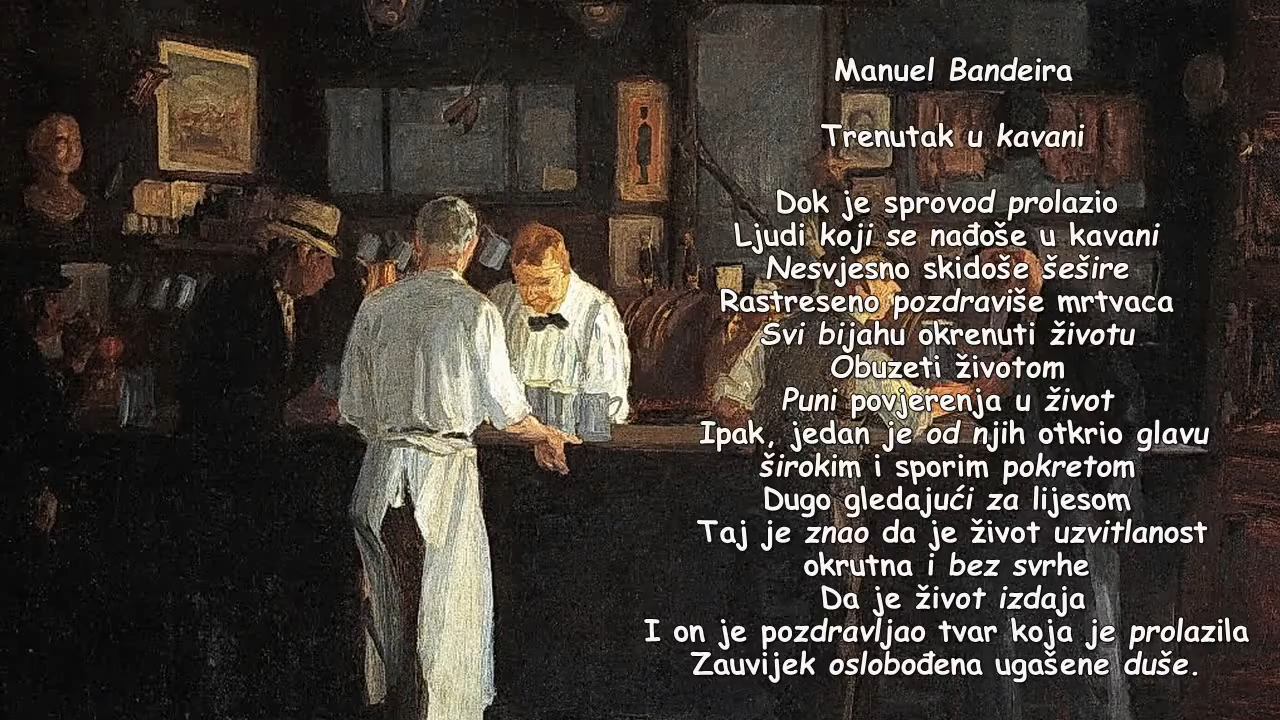 Manuel Bandeira
Trenutak u kavani
Dok je sprovod prolazio
Ljudi koji se nađoše u kavani
Nesvjesno skidoše šešire
Rastreseno pozdraviše mrtvaca
Svi bijahu okrenuti životu
Obuzeti životom
Puni povjerenja u život
Ipak, jedan je od njih otkrio glavu
širokim i sporim pokretom
Dugo gledajući za lijesom
Taj je znao da je život uzvitlanost
okrutna i bez svrhe
Da je život izdaja
I on je pozdravljao tvar koja je prolazila
Zauvijek oslobođena ugašene duše.